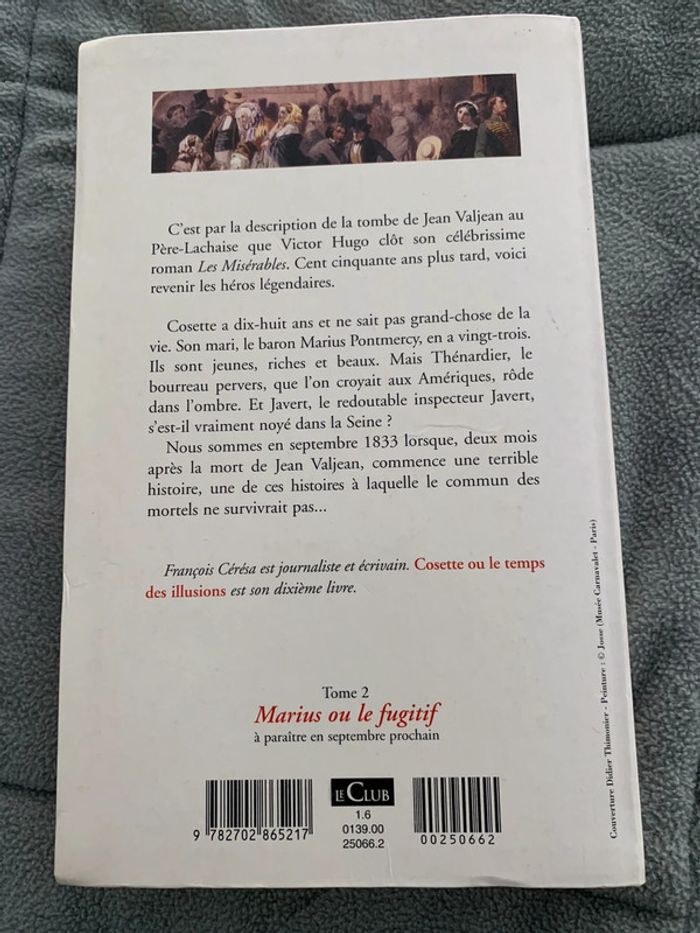 C'est par la description de la tombe de Jean Valjean au
Père-Lachaise que Victor Hugo clôt son célébrissime
roman Les Misérables. Cent cinquante ans plus tard, voici
revenir les héros légendaires.
Cosette a dix-huit ans et ne sait pas grand-chose de la
vie. Son mari, le baron Marius Pontmercy, en a vingt-trois.
Ils sont jeunes, riches et beaux. Mais Thénardier, le
bourreau pervers, que l'on croyait aux Amériques, rôde
dans l'ombre. Et Javert, le redoutable inspecteur Javert,
s'est-il vraiment noyé dans la Seine ?
Nous sommes en septembre 1833 lorsque, deux mois
après la mort de Jean Valjean, commence une terrible
histoire, une de ces histoires à laquelle le commun des
mortels ne survivrait pas...
François Cérésa est journaliste et écrivain. Cosette ou le temps
des illusions est son dixième livre.
Tome 2
Marius ou le fugitif
à paraître en septembre prochain
9 782702 865217
LE CLUB
1.6
0139.00
25066.2
00250662
Couverture Didier Thimonier - Peinture : © Josse (Musée Carnavalet - Paris)